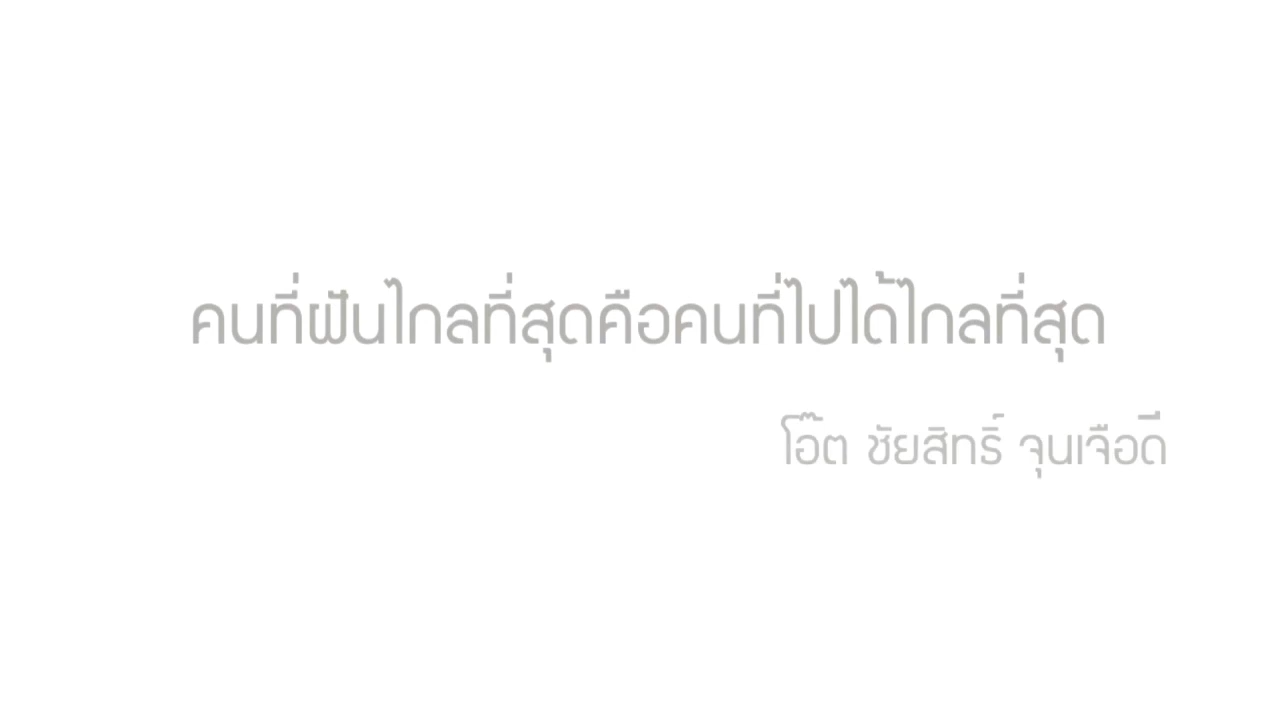 คนที่ฝันไกลที่สุดคือคนที่ไปได้ไกลที่สุด
โอ๊ต ชัยสิทธิ์ จุนเจือดี